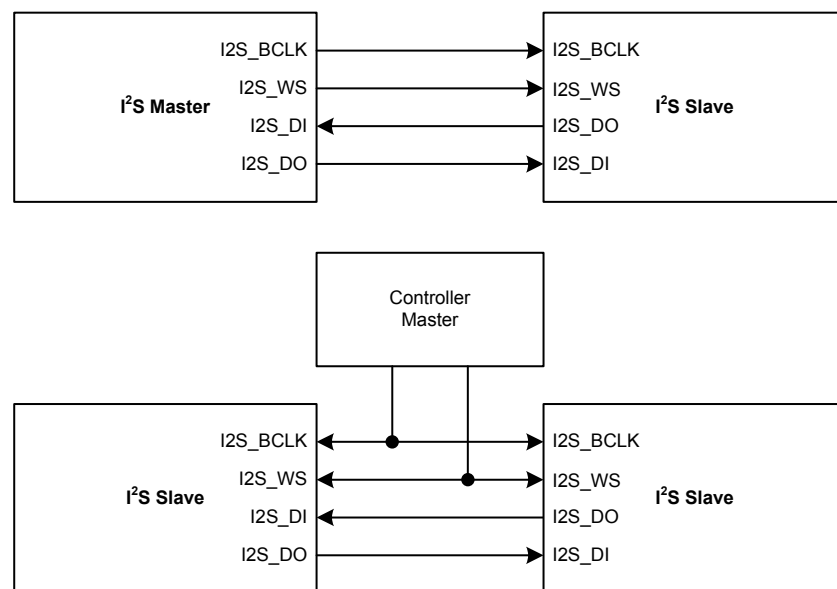 I2S_BCLK
I2S_WS
I2S_DI
I2S_DO
I²S Master
I2S_BCLK
I2S_WS
I2S_DO
I2S_DI
I²S Slave
Controller
Master
I2S_BCLK
I2S_WS
I2S_DI
I2S_DO
I²S Slave
I2S_BCLK
I2S_WS
I2S_DO
I2S_DI
I²S Slave